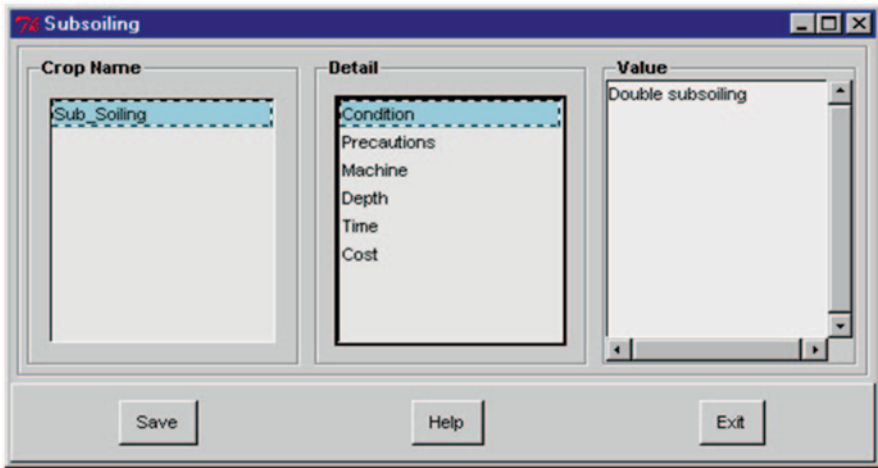 Subsoiling
Crop Name
Sub_Soiling
Detail
Condition
Precautions
Machine
Depth
Time
Cost
Value
Double subsoiling
Save
Help
Exit